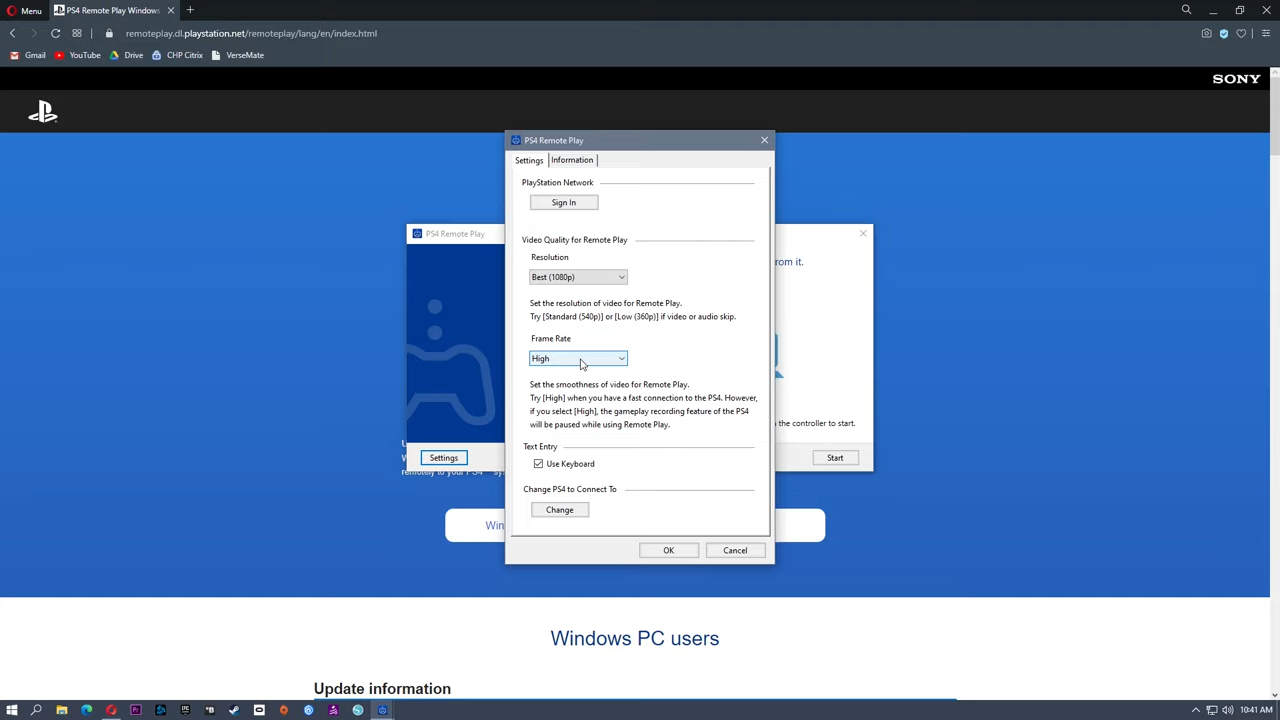 Menu
PS4 Remote Play Windows
remoteplay.dl.playstation.net/remoteplay/lang/en/index.html
Gmail
YouTube
Drive
CHP Citrix
VerseMate
SONY
PS4 Remote Play
Settings
Information
PlayStation Network
Sign In
Video Quality for Remote Play
Resolution
Best (1080p)
Set the resolution of video for Remote Play.
Try [Standard (540p)] or [Low (360p)] if video or audio skip.
Frame Rate
High
Set the smoothness of video for Remote Play.
Try [High] when you have a fast connection to the PS4. However,
if you select [High], the gameplay recording feature of the PS4
will be paused while using Remote Play.
Text Entry
Use Keyboard
Change PS4 to Connect To
Change
OK
Cancel
PS4 Remote Play
rom it.
the controller to start.
Settings
Start
remotely to your PS4
Win
Windows PC users
Update information
10:41 AM